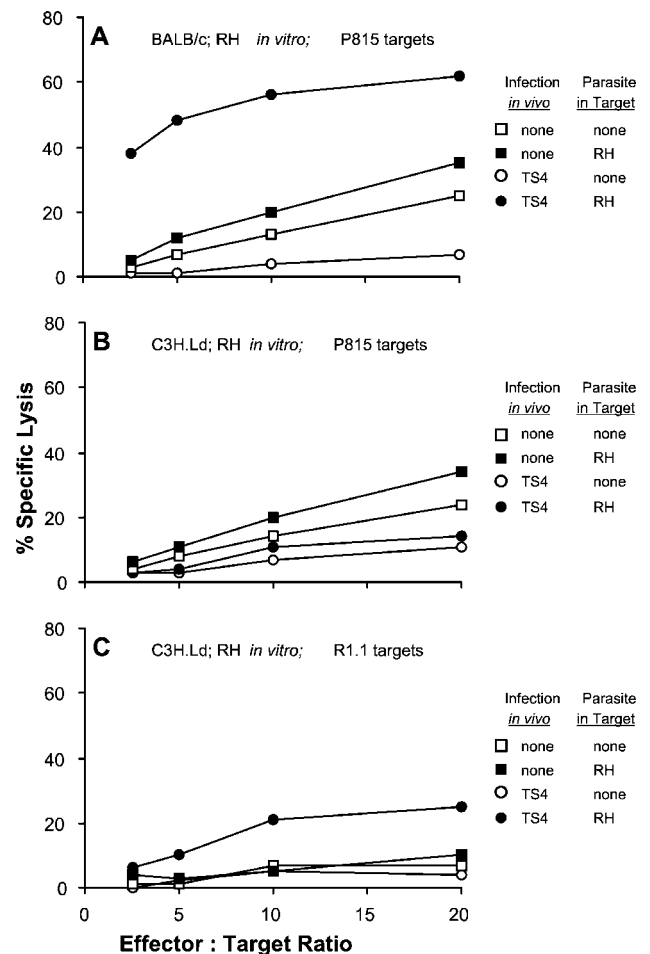 80
A
BALB/c; RH in vitro; P815 targets
60
Infection Parasite
in vivo in Target
none none
40
none RH
TS4 none
20
TS4 RH
0
80
B
C3H.Ld; RH in vitro; P815 targets
60
Infection Parasite
in vivo in Target
none none
40
none RH
TS4 none
20
TS4 RH
0
% Specific Lysis
80
C
C3H.Ld; RH in vitro; R1.1 targets
60
Infection Parasite
in vivo in Target
none none
40
none RH
TS4 none
20
TS4 RH
0
0 5 10 15 20
Effector : Target Ratio